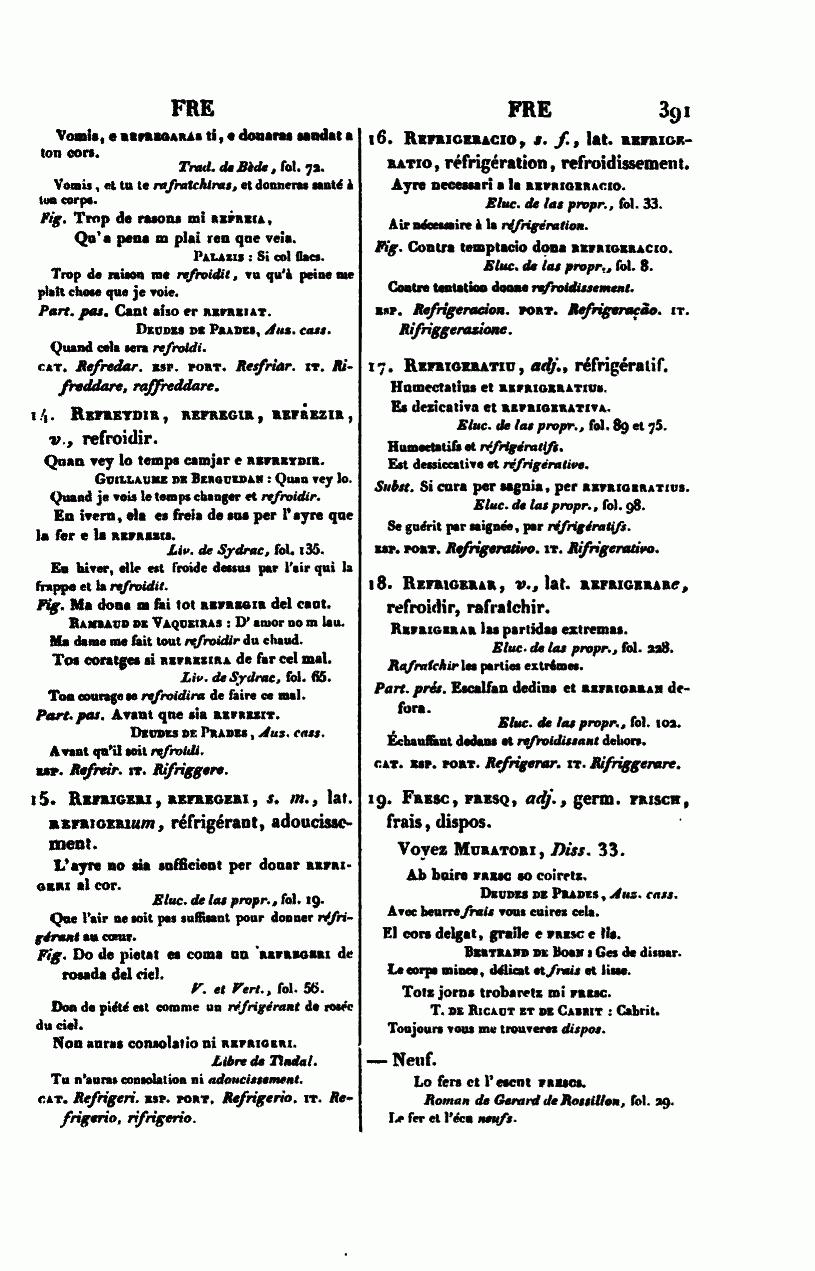 FRE
Vomis, e REFREGARAS ti, e donaras sandat a
ton cors.
Trad. de Bède, fol. 72.
Vomis, et tu te rafraîchiras, et donneras santé à
ton corps.
Fig. Trop de rasons mi REFREIA,
Qu'a pena m plai ren que veia.
PALAZIS : Si col flacs.
Trop de raison me refroidit, vu qu'à peine me
plaît chose que je voie.
Part. pas. Cant aiso er REFREIAT.
DEUDES DE PRADES, Aus. cass.
Quand cela sera refroidi.
CAT. Refredar. ESP. PORT. Resfriar. IT. Ri-
freddare, raffreddare.
14. REFREYDIR, REFREGIR, REFREZIR,
v., refroidir.
Quan vey lo temps camjar e REFREYDIR.
GUILLAUME DE BERGUEDAN : Quan vey lo.
Quand je vois le temps changer et refroidir.
En ivern, ela es freia de sus per l'ayre que
la fer e la REFREZIS.
Liv. de Sydrac, fol. 135.
En hiver, elle est froide dessus par l'air qui la
frappe et la refroidit.
Fig. Ma dona m fai tot REFREGIR del caut.
RAMBAUD DE VAQUEIRAS : D'amor no m lau.
Ma dame me fait tout refroidir du chaud.
Tos coratges si REFREZIRA de far cel mal.
Liv. de Sydrac, fol. 65.
Ton courage se refroidira de faire ce mal.
Part. pas. Avant que sia REFREZIT.
DEUDES DE PRADES, Aus. cass.
Avant qu'il soit refroidi.
ESP. Refreir. IT. Rifriggere.
15. REFRIGERI, REFREGERI, s. m., lat.
REFRIGERIum, réfrigérant, adoucisse-
ment.
L'ayre no sia sufficient per donar REFRI-
GERI al cor.
Eluc. de las propr., fol. 19.
Que l'air ne soit pas suffisant pour donner réfri-
gérant au cœur.
Fig. Do de pietat es coma un REFREGERI de
rosada del ciel.
V. et Vert., fol. 56.
Don de piété est comme un réfrigérant de rosée
du ciel.
Non auras consolatio ni REFRIGERI.
Libre de Tindal.
Tu n'auras consolation ni adoucissement.
CAT. Refrigeri. ESP. PORT. Refrigerio. IT. Re-
frigerio, rifrigerio.
FRE 391
16. REFRIGERACIO, s. f., lat. REFRIGE-
RATIO, réfrigération, refroidissement.
Ayre necessari a la REFRIGERACIO.
Eluc. de las propr., fol. 33.
Air nécessaire à la réfrigération.
Fig. Contra temptacio dona REFRIGERACIO.
Eluc. de las propr., fol. 8.
Contre tentation donne refroidissement.
ESP. Refrigeracion. PORT. Refrigeração. IT.
Rifriggerazione.
17. REFRIGERATIU, adj., réfrigératif.
Humectatius et REFRIGERATIUS.
Es dezicativa et REFRIGERATIVA.
Eluc. de las propr., fol. 89 et 75.
Humectatifs et réfrigératifs.
Est dessiccative et réfrigérative.
Subst. Si cura per sagnia, per REFRIGERATIUS.
Eluc. de las propr., fol. 98.
Se guérit par saignée, par réfrigératifs.
ESP. PORT. Refrigerativo. IT. Rifrigerativo.
18. REFRIGERAR, v., lat. REFRIGERARe,
refroidir, rafraîchir.
REFRIGERAR las partidas extremas.
Eluc. de las propr., fol. 228.
Rafraîchir les parties extrêmes.
Part. prés. Escalfan dedins et REFRIGERAN de-
fora.
Eluc. de las propr., fol. 102.
Échauffant dedans et refroidissant dehors.
CAT. ESP. PORT. Refrigerar. IT. Rifriggerare.
19. FRESC, FRESQ, adj., germ. FRISCH,
frais, dispos.
Voyez MURATORI, Diss. 33.
Ab buire FRESC so coiretz.
DEUDES DE PRADES, Aus. cass.
Avec beurre frais vous cuirez cela.
El cors delgat, graile e FRESC e lis.
BERTRAND DE BORN : Ges de disnar.
Le corps mince, délicat et frais et lisse.
Totz jorns trobaretz mi FRESC.
T. DE RICAUT ET DE CABRIT : Cabrit.
Toujours vous me trouverez dispos.
— Neuf.
Lo fers et l'escut FRESCS.
Roman de Gerard de Rossillon, fol. 29.
Le fer et l'écu neufs.